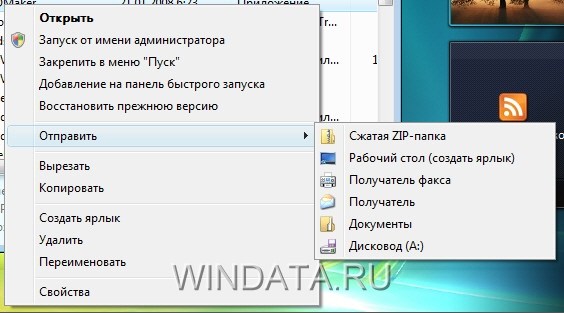 21.01.2008 6:23 Приложение
Открыть
Запуск от имени администратора
Закрепить в меню "Пуск"
Добавление на панель быстрого запуска
Восстановить прежнюю версию
Отправить
Сжатая ZIP-папка
Рабочий стол (создать ярлык)
Получатель факса
Получатель
Документы
Дисковод (A:)
Вырезать
Копировать
Создать ярлык
Удалить
Переименовать
Свойства
WINDATA.RU